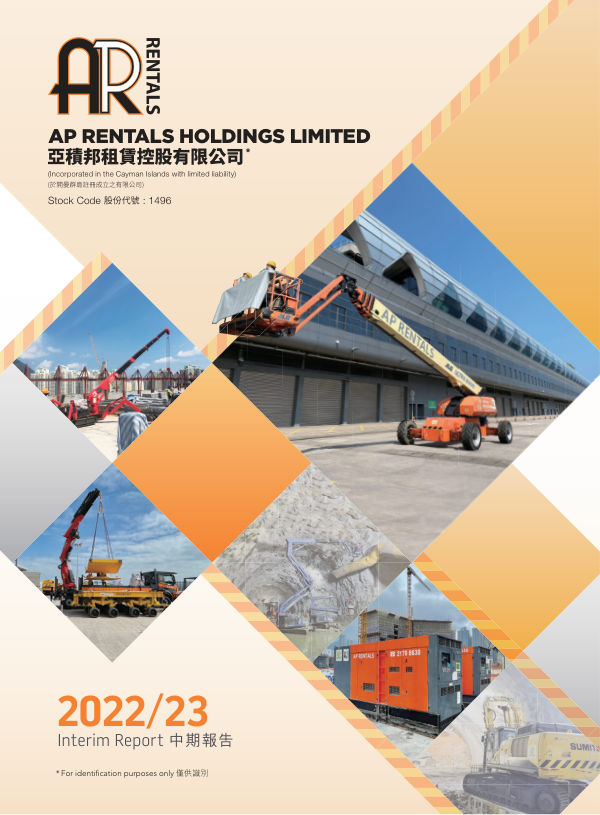 AP
RENTALS
AP RENTALS HOLDINGS LIMITED
亞積邦租賃控股有限公司*
(Incorporated in the Cayman Islands with limited liability)
(於開曼群島註冊成立之有限公司)
Stock Code 股份代號 : 1496
AP RENTALS
AP RENTALS ☎ 2170 8638
SUMIT
2022/23
Interim Report 中期報告
* For identification purposes only 僅供識別